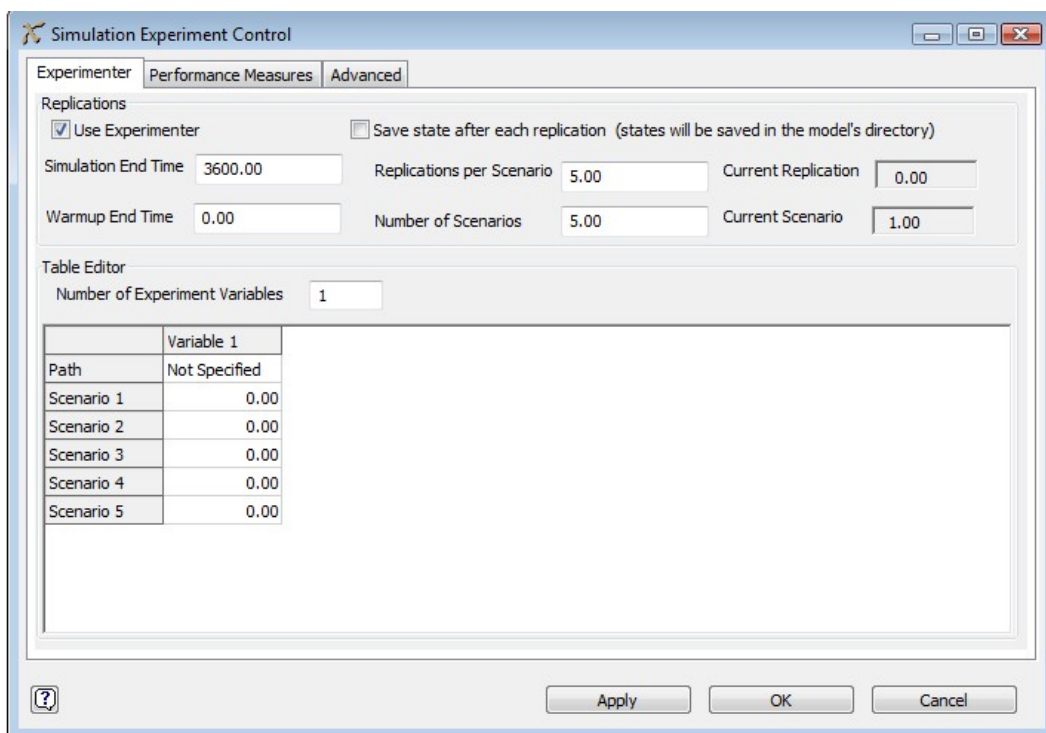 Simulation Experiment Control
Experimenter Performance Measures Advanced
Replications
Use Experimenter Save state after each replication (states will be saved in the model's directory)
Simulation End Time 3600.00 Replications per Scenario 5.00 Current Replication 0.00
Warmup End Time 0.00 Number of Scenarios 5.00 Current Scenario 1.00
Table Editor
Number of Experiment Variables 1
Variable 1
Path Not Specified
Scenario 1 0.00
Scenario 2 0.00
Scenario 3 0.00
Scenario 4 0.00
Scenario 5 0.00
? Apply OK Cancel